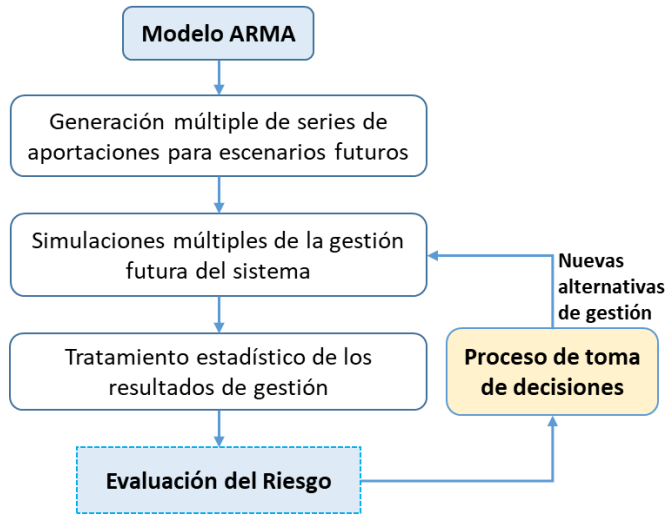 Modelo ARMA
Generación múltiple de series de
aportaciones para escenarios futuros
Simulaciones múltiples de la gestión
futura del sistema
Nuevas
alternativas
de gestión
Tratamiento estadístico de los
resultados de gestión
Proceso de toma
de decisiones
Evaluación del Riesgo